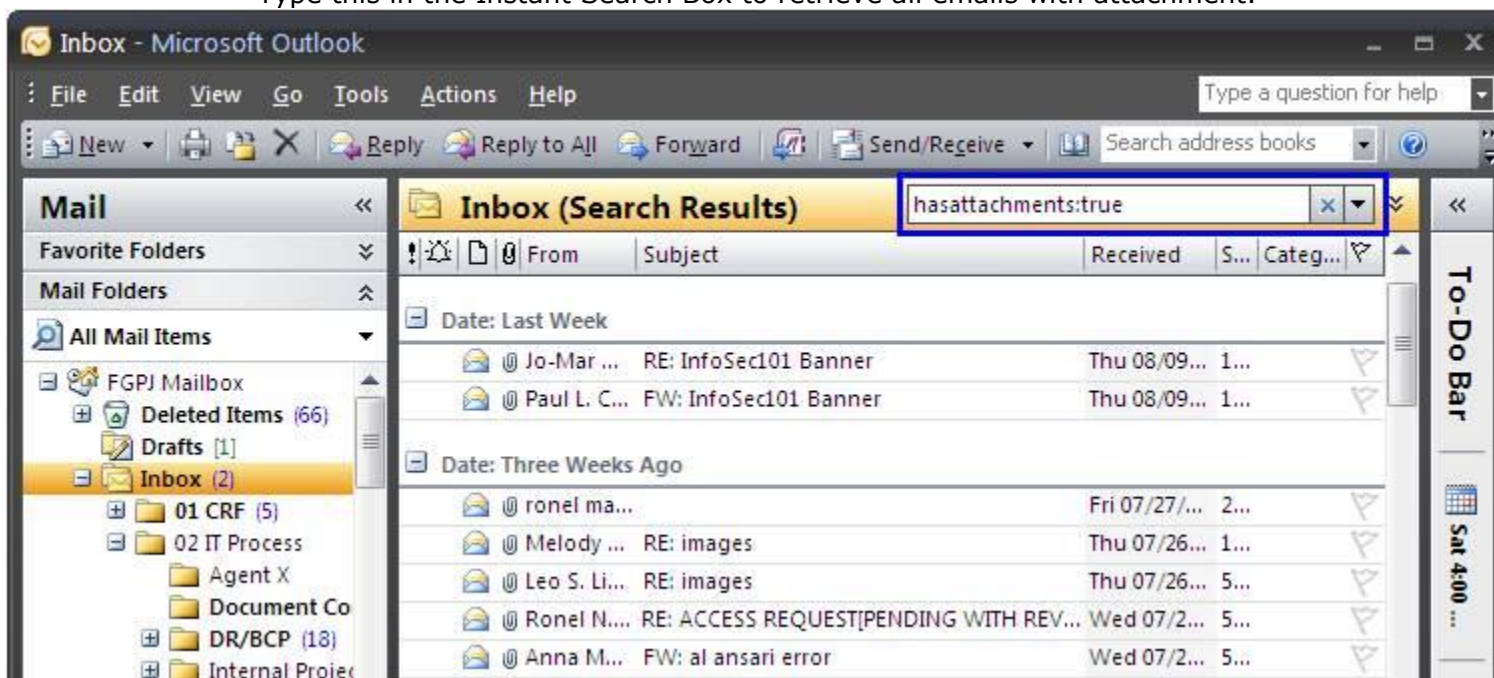 Type this in the Instant Search Box to retrieve all emails with attachment.
Inbox - Microsoft Outlook
File Edit View Go Tools Actions Help
Type a question for help
New Reply Reply to All Forward Send/Receive Search address books
Mail
Inbox (Search Results)
hasattachments:true
Favorite Folders
From Subject Received S... Categ...
Mail Folders
All Mail Items
FGPJ Mailbox
Deleted Items (66)
Drafts [1]
Inbox (2)
01 CRF (5)
02 IT Process
Agent X
Document Co
DR/BCP (18)
Internal Projec
Date: Last Week
Jo-Mar ... RE: InfoSec101 Banner Thu 08/09... 1...
Paul L. C... FW: InfoSec101 Banner Thu 08/09... 1...
Date: Three Weeks Ago
ronel ma... Fri 07/27/... 2...
Melody ... RE: images Thu 07/26... 1...
Leo S. Li... RE: images Thu 07/26... 5...
Ronel N.... RE: ACCESS REQUEST[PENDING WITH REV... Wed 07/2... 5...
Anna M... FW: al ansari error Wed 07/2... 5...
To-Do Bar
Sat 4:00 ...